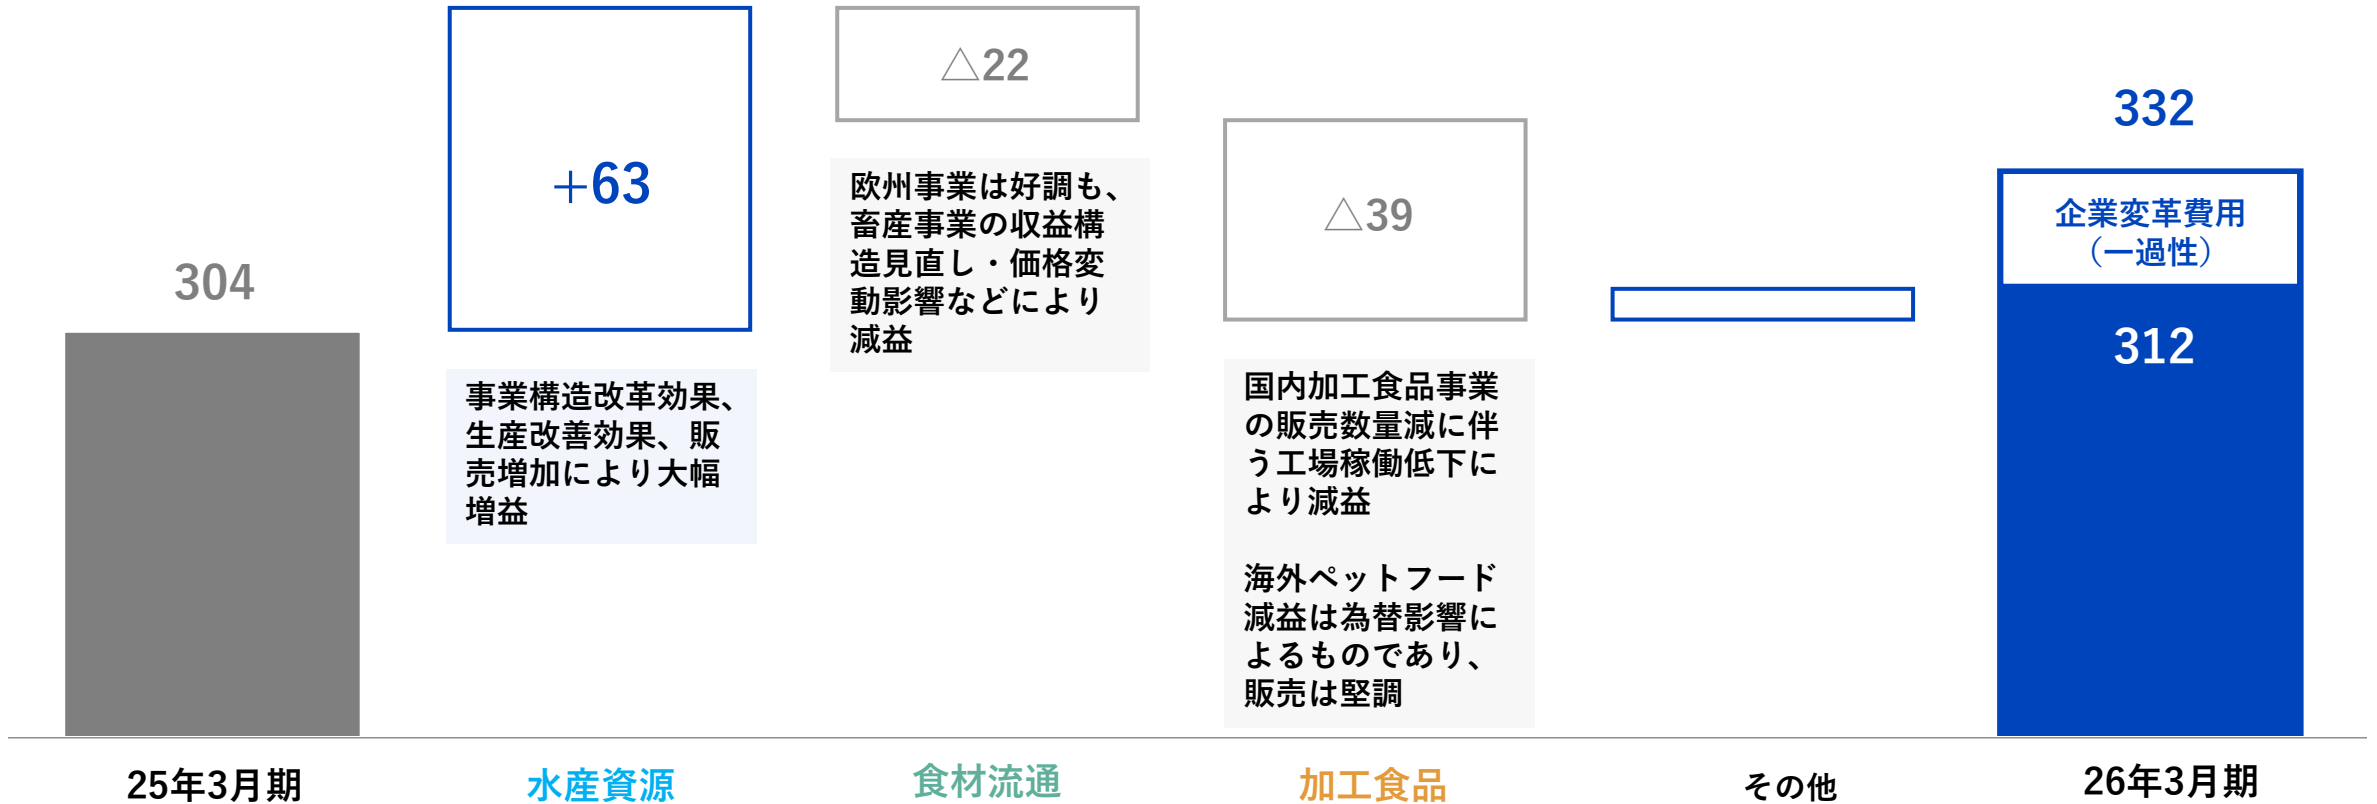 304
+63
事業構造改革効果、
生産改善効果、販
売増加により大幅
増益
△22
欧州事業は好調も、
畜産事業の収益構
造見直し・価格変
動影響などにより
減益
△39
国内加工食品事業
の販売数量減に伴
う工場稼働低下に
より減益
海外ペットフード
減益は為替影響に
よるものであり、
販売は堅調
332
企業変革費用
（一過性）
312
25年3月期
水産資源
食材流通
加工食品
その他
26年3月期